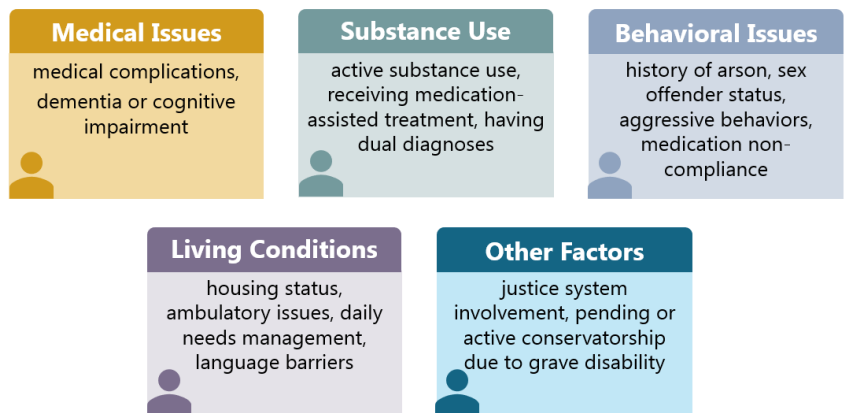 Medical Issues
medical complications,
dementia or cognitive
impairment
Substance Use
active substance use,
receiving medication-
assisted treatment, having
dual diagnoses
Behavioral Issues
history of arson, sex
offender status,
aggressive behaviors,
medication non-
compliance
Living Conditions
housing status,
ambulatory issues, daily
needs management,
language barriers
Other Factors
justice system
involvement, pending or
active conservatorship
due to grave disability